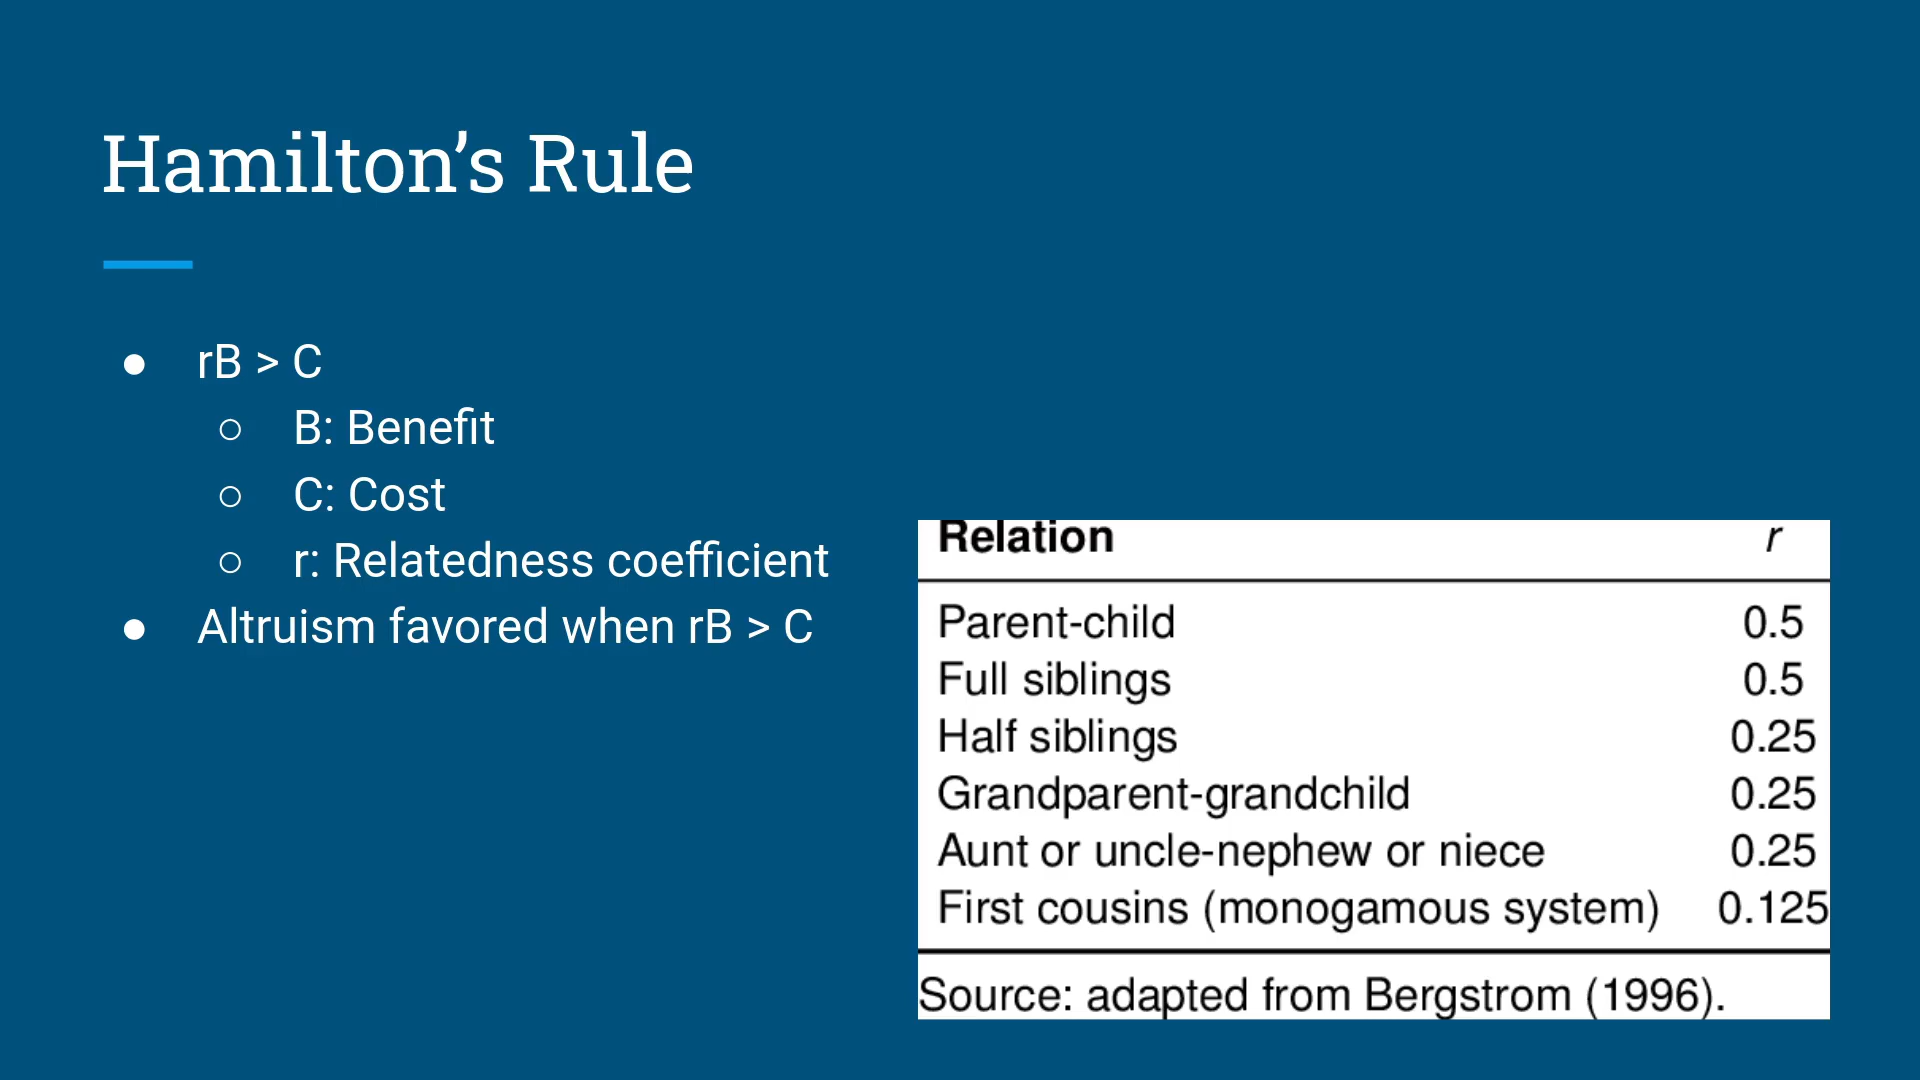 Hamilton’s Rule
● rB > C
○ B: Benefit
○ C: Cost
○ r: Relatedness coefficient
● Altruism favored when rB > C
Relation r
Parent-child 0.5
Full siblings 0.5
Half siblings 0.25
Grandparent-grandchild 0.25
Aunt or uncle-nephew or niece 0.25
First cousins (monogamous system) 0.125
Source: adapted from Bergstrom (1996).